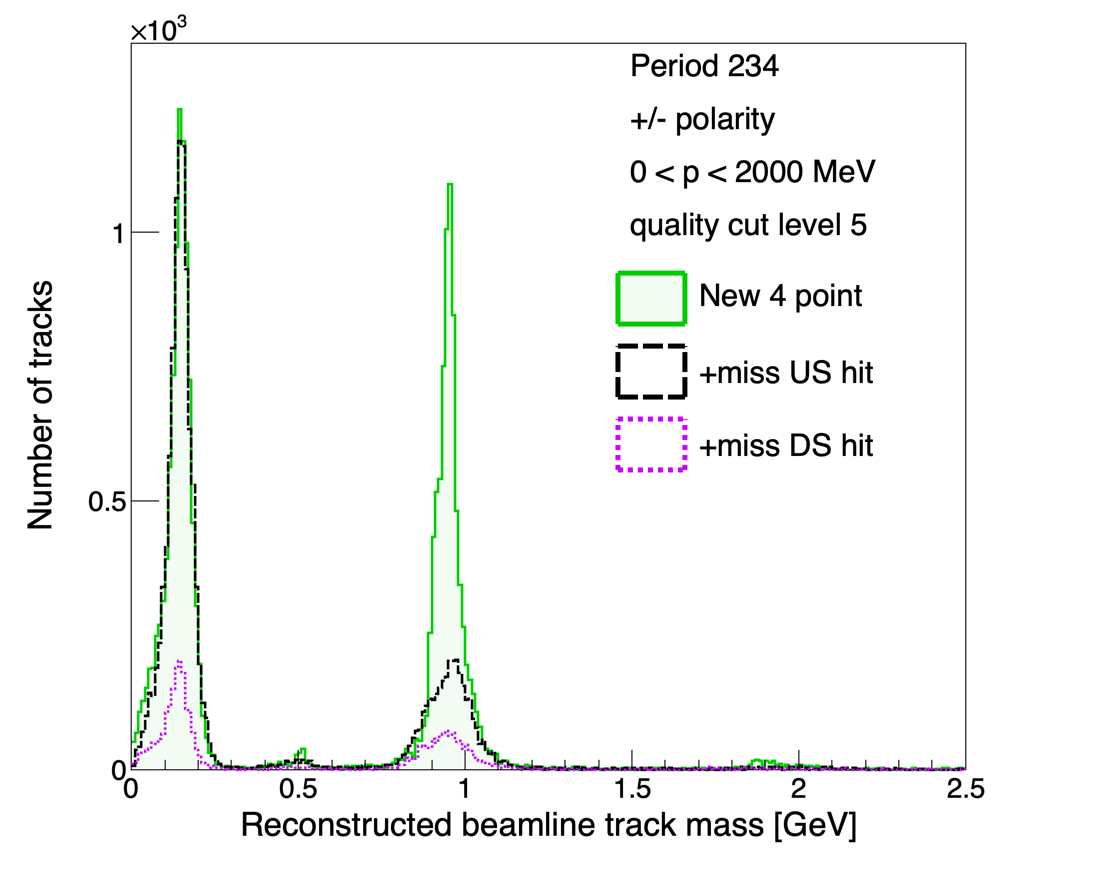 ×10³
Period 234
+/- polarity
0 < p < 2000 MeV
quality cut level 5
New 4 point
+miss US hit
+miss DS hit
1
0.5
0
Number of tracks
0 0.5 1 1.5 2 2.5
Reconstructed beamline track mass [GeV]